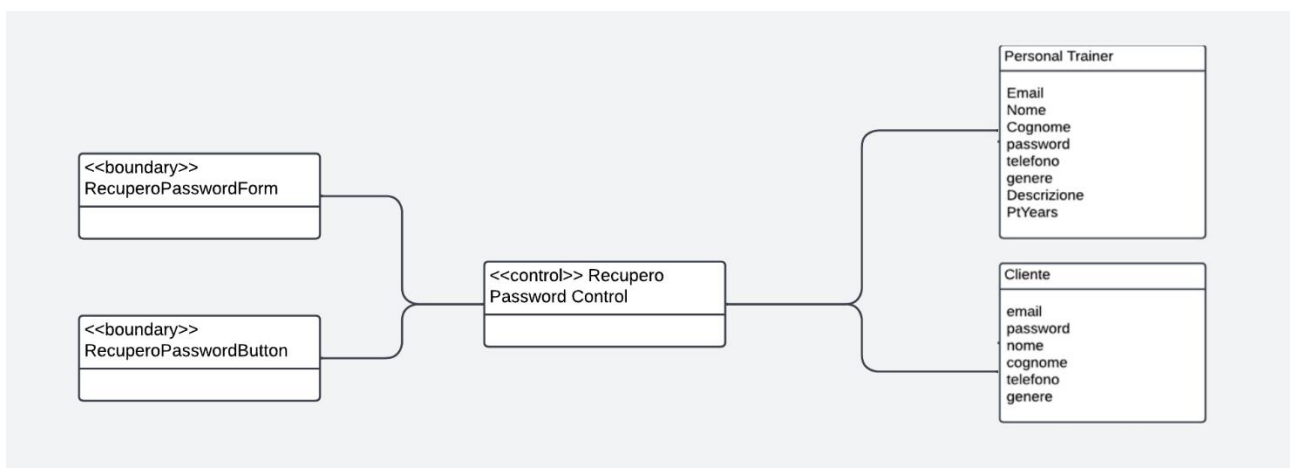 <<boundary>>
RecuperoPasswordForm
<<boundary>>
RecuperoPasswordButton
<<control>> Recupero
Password Control
Personal Trainer
Email
Nome
Cognome
password
telefono
genere
Descrizione
PtYears
Cliente
email
password
nome
cognome
telefono
genere